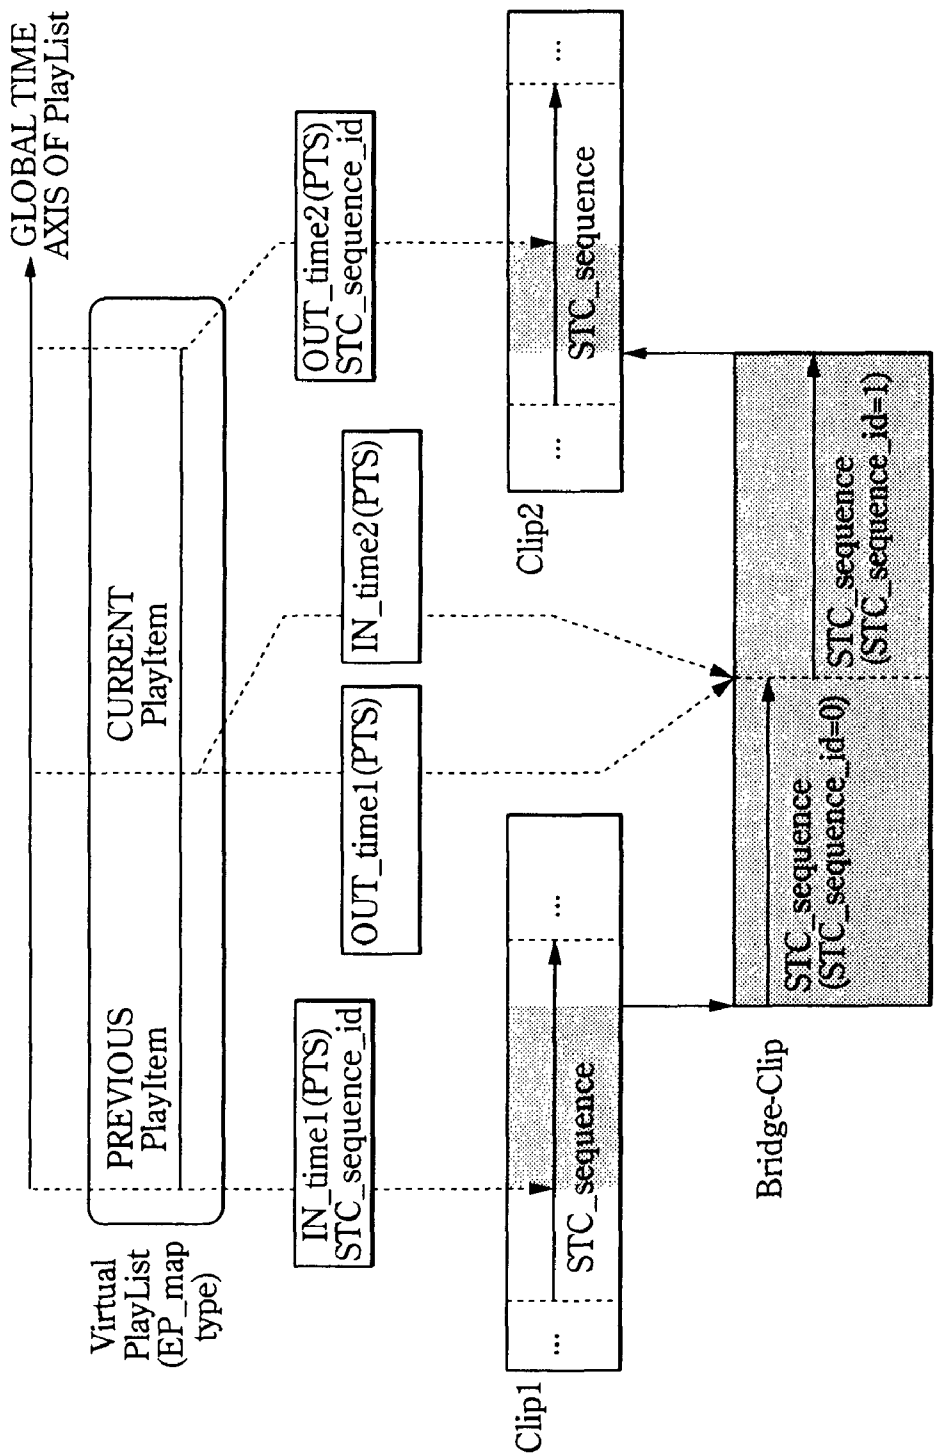 GLOBAL TIME
AXIS OF PlayList
Virtual
PlayList
(EP_map
type)
PREVIOUS
PlayItem
CURRENT
PlayItem
IN_time1(PTS)
STC_sequence_id
OUT_time1(PTS)
IN_time2(PTS)
OUT_time2(PTS)
STC_sequence_id
Clip1
...
STC_sequence
...
Clip2
...
STC_sequence
...
Bridge-Clip
STC_sequence
(STC_sequence_id=0)
STC_sequence
(STC_sequence_id=1)